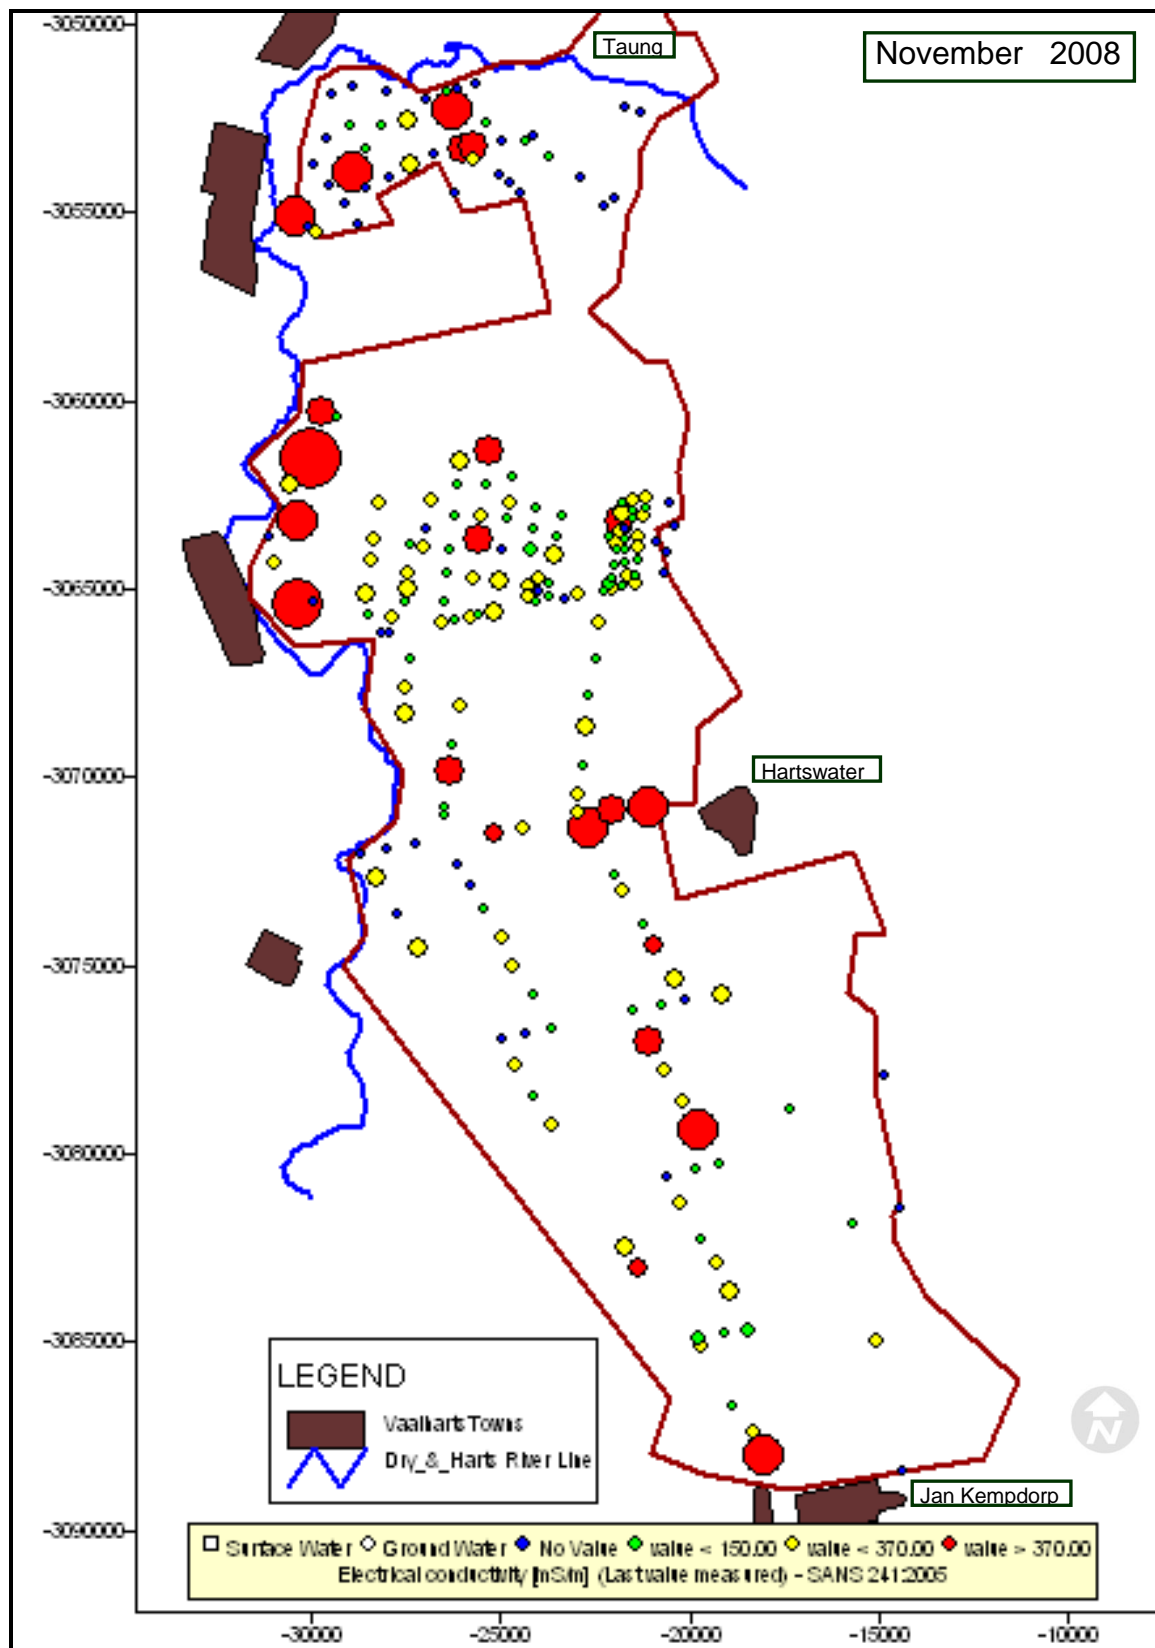 -3050000
Taung
November 2008
-3055000
-3060000
-3065000
-3070000
Hartswater
-3075000
-3080000
-3085000
LEGEND
Vaalharts Towns
Dry_&_Harts River Line
N
Jan Kempdorp
-3090000
Surface Water Ground Water No Value value < 150.00 value < 370.00 value > 370.00
Electrical conductivity [mS/m] (Last value measured) - SANS 241:2005
-30000 -25000 -20000 -15000 -10000